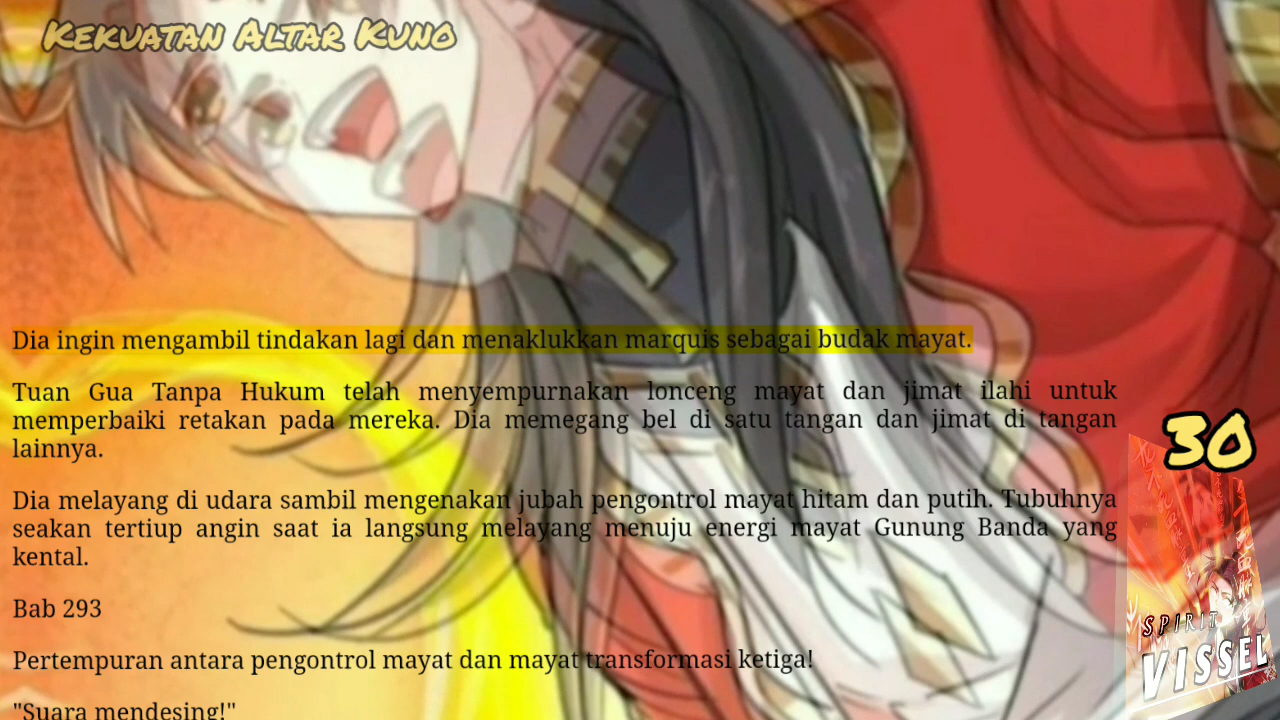 Kekuatan Altar Kuno
Dia ingin mengambil tindakan lagi dan menaklukkan marquis sebagai budak mayat.
Tuan Gua Tanpa Hukum telah menyempurnakan lonceng mayat dan jimat ilahi untuk
memperbaiki retakan pada mereka. Dia memegang bel di satu tangan dan jimat di tangan
lainnya.
Dia melayang di udara sambil mengenakan jubah pengontrol mayat hitam dan putih. Tubuhnya
seakan tertiup angin saat ia langsung melayang menuju energi mayat Gunung Banda yang
kental.
Bab 293
Pertempuran antara pengontrol mayat dan mayat transformasi ketiga!
"Suara mendesing!"
30
SPIRIT
VISSEL